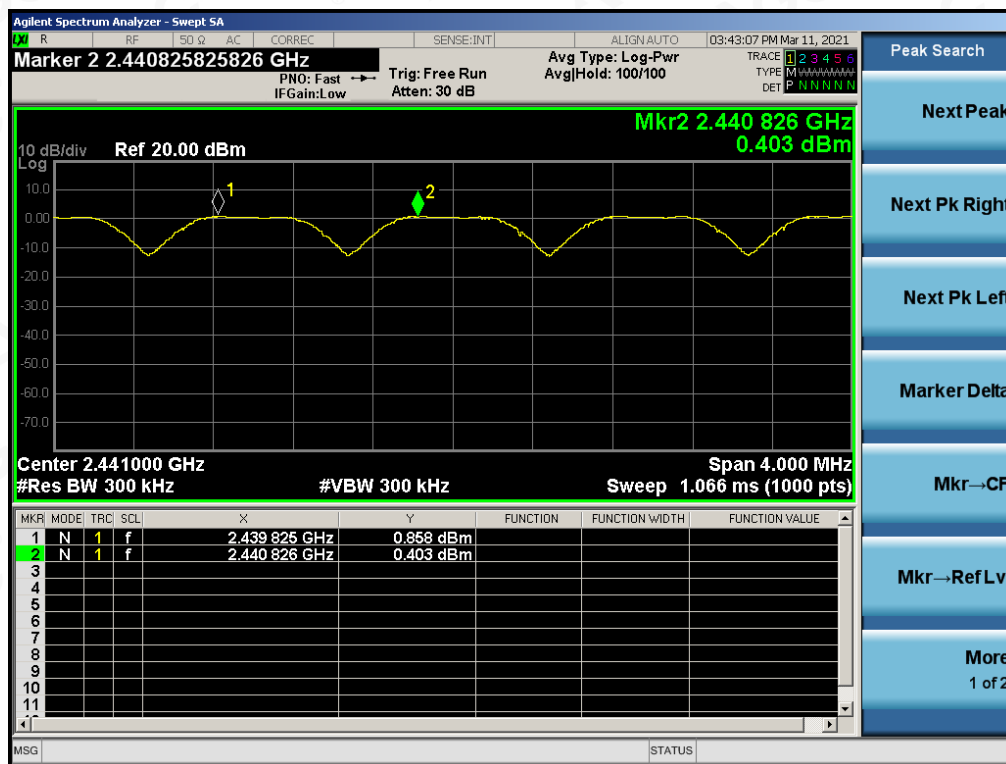 Agilent Spectrum Analyzer - Swept SA
LXI R RF 50 Ω AC CORREC SENSE:INT ALIGN AUTO 03:43:07 PM Mar 11, 2021
Marker 2 2.440825825826 GHz
PNO: Fast
IFGain:Low
Trig: Free Run
Atten: 30 dB
Avg Type: Log-Pwr
Avg|Hold: 100/100
TRACE 1 2 3 4 5 6
TYPE M
DET P N N N N N
Mkr2 2.440 826 GHz
0.403 dBm
10 dB/div Ref 20.00 dBm
Log
10.0
0.00
-10.0
-20.0
-30.0
-40.0
-50.0
-60.0
-70.0
1
2
Center 2.441000 GHz Span 4.000 MHz
#Res BW 300 kHz #VBW 300 kHz Sweep 1.066 ms (1000 pts)
MKR MODE TRC SCL X Y FUNCTION FUNCTION WIDTH FUNCTION VALUE
1 N 1 f 2.439 825 GHz 0.858 dBm
2 N 1 f 2.440 826 GHz 0.403 dBm
3
4
5
6
7
8
9
10
11
MSG STATUS
Peak Search
Next Peak
Next Pk Right
Next Pk Left
Marker Delta
Mkr→CF
Mkr→Ref Lv
More
1 of 2